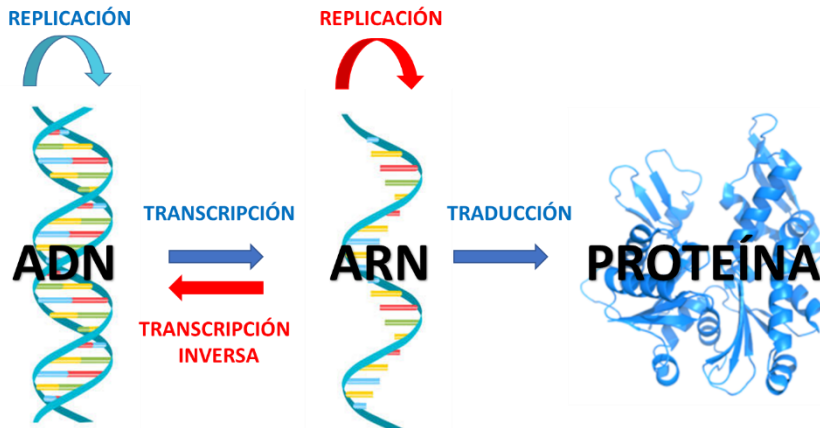 REPLICACIÓN
REPLICACIÓN
TRANSCRIPCIÓN
TRADUCCIÓN
ADN
ARN
PROTEÍNA
TRANSCRIPCIÓN
INVERSA